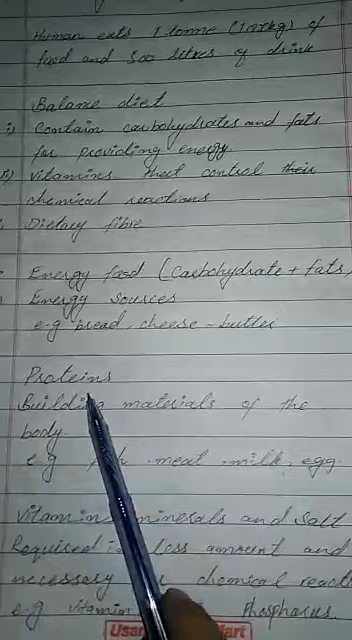 Human eats 1 tonne (1000kg) of
food and 500 litres of drink
Balance diet
i) Contain carbohydrates and fats
for providing energy
ii) vitamins that control their
chemical reactions
Dietary fibre
Energy food (Carbohydrate + fats
Energy sources
e-g bread, cheese - butter
Proteins
Building materials of the
body
e g meat - milk, egg
Vitamins minerals and Salt
Required less amount and
necessary chemical react
e-g vitamin Phosphorus.